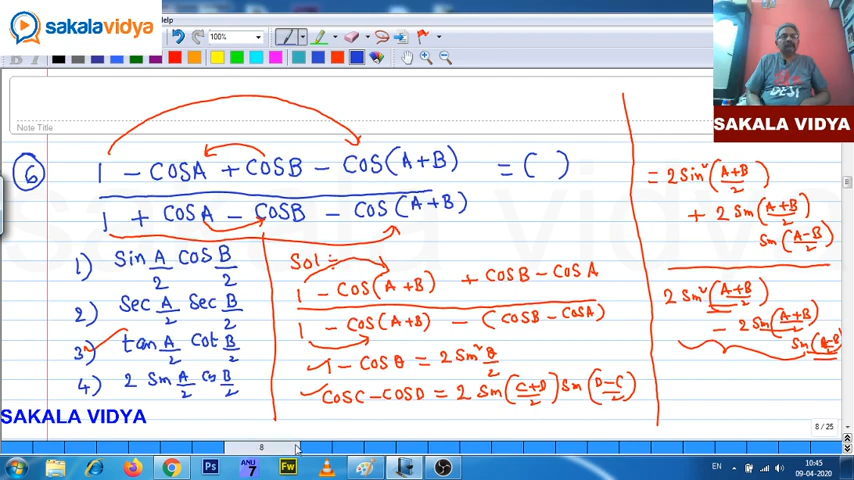 sakalavidya
Help
100%
SAKALA VIDYA
Note Title
6
1 - COSA + COSB - COS(A+B) = ( )
1 + COSA - COSB - COS(A+B)
1) Sin A/2 COS B/2
2) Sec A/2 Sec B/2
3) tan A/2 Cot B/2
4) 2 Sin A/2 Cos B/2
SAKALA VIDYA
Sol :-
1 - COS(A+B) + COSB - COSA
1 - COS(A+B) - (COSB - COSA)
1 - COSθ = 2 Sin² θ/2
COSC - COSD = 2 Sin (C+D/2) Sin (D-C/2)
= 2 Sin² (A+B/2)
+ 2 Sin (A+B/2)
Sin (A-B/2)
2 Sin² (A+B/2)
- 2 Sin (A+B/2)
Sin (A-B/2)
8 / 25
8
EN
10:45
09-04-2020